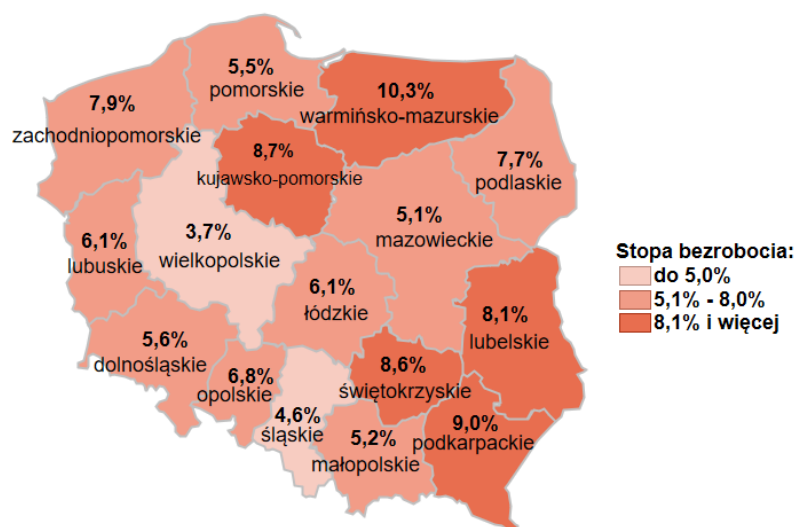 5,5%
pomorskie
7,9%
zachodniopomorskie
10,3%
warmińsko-mazurskie
8,7%
kujawsko-pomorskie
7,7%
podlaskie
5,1%
mazowieckie
3,7%
wielkopolskie
6,1%
lubuskie
6,1%
łódzkie
8,1%
lubelskie
5,6%
dolnośląskie
6,8%
opolskie
4,6%
śląskie
8,6%
świętokrzyskie
5,2%
małopolskie
9,0%
podkarpackie
Stopa bezrobocia:
do 5,0%
5,1% - 8,0%
8,1% i więcej